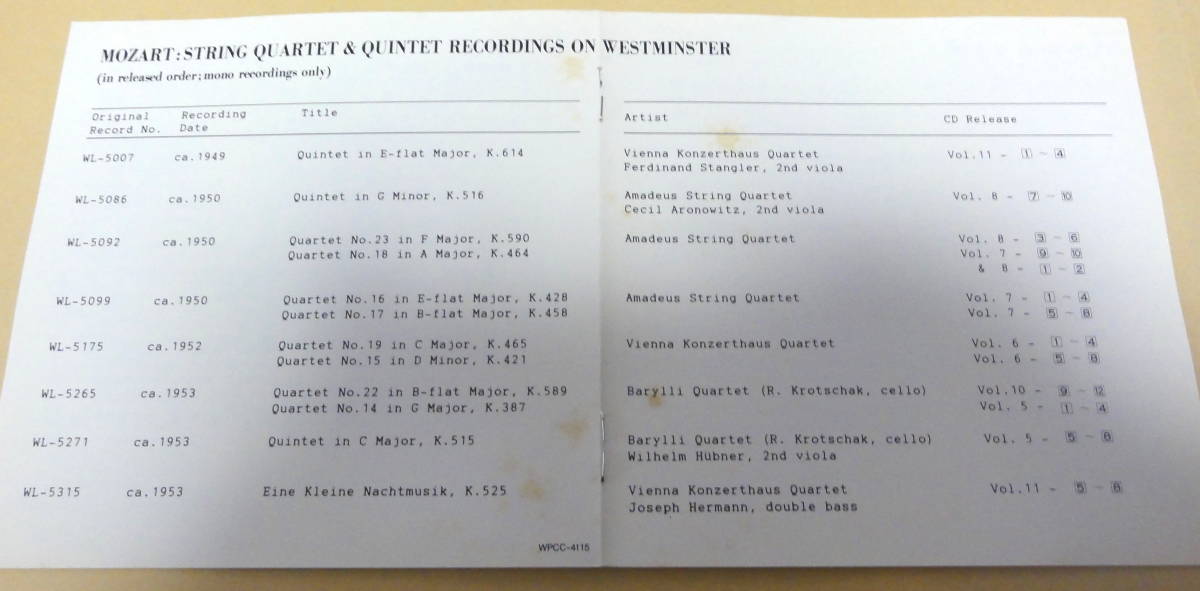 MOZART: STRING QUARTET & QUINTET RECORDINGS ON WESTMINSTER
(in released order; mono recordings only)
Original Recording Title Artist CD Release
Record No. Date
WL-5007 ca.1949 Quintet in E-flat Major, K.614 Vienna Konzerthaus Quartet Vol.11 - 1 ~ 4
Ferdinand Stangler, 2nd viola
WL-5086 ca.1950 Quintet in G Minor, K.516 Amadeus String Quartet Vol. 8 - 7 ~ 10
Cecil Aronowitz, 2nd viola
WL-5092 ca.1950 Quartet No.23 in F Major, K.590 Amadeus String Quartet Vol. 8 - 3 ~ 6
Quartet No.18 in A Major, K.464 Vol. 7 - 9 ~ 10
& 8 - 1 ~ 2
WL-5099 ca.1950 Quartet No.16 in E-flat Major, K.428 Amadeus String Quartet Vol. 7 - 1 ~ 4
Quartet No.17 in B-flat Major, K.458 Vol. 7 - 5 ~ 8
WL-5175 ca.1952 Quartet No.19 in C Major, K.465 Vienna Konzerthaus Quartet Vol. 6 - 1 ~ 4
Quartet No.15 in D Minor, K.421 Vol. 6 - 5 ~ 8
WL-5265 ca.1953 Quartet No.22 in B-flat Major, K.589 Barylli Quartet (R. Krotschak, cello) Vol.10 - 9 ~ 12
Quartet No.14 in G Major, K.387 Vol. 5 - 1 ~ 4
WL-5271 ca.1953 Quintet in C Major, K.515 Barylli Quartet (R. Krotschak, cello) Vol. 5 - 5 ~ 8
Wilhelm Hübner, 2nd viola
WL-5315 ca.1953 Eine Kleine Nachtmusik, K.525 Vienna Konzerthaus Quartet Vol.11 - 5 ~ 8
Joseph Hermann, double bass
WPCC-4115